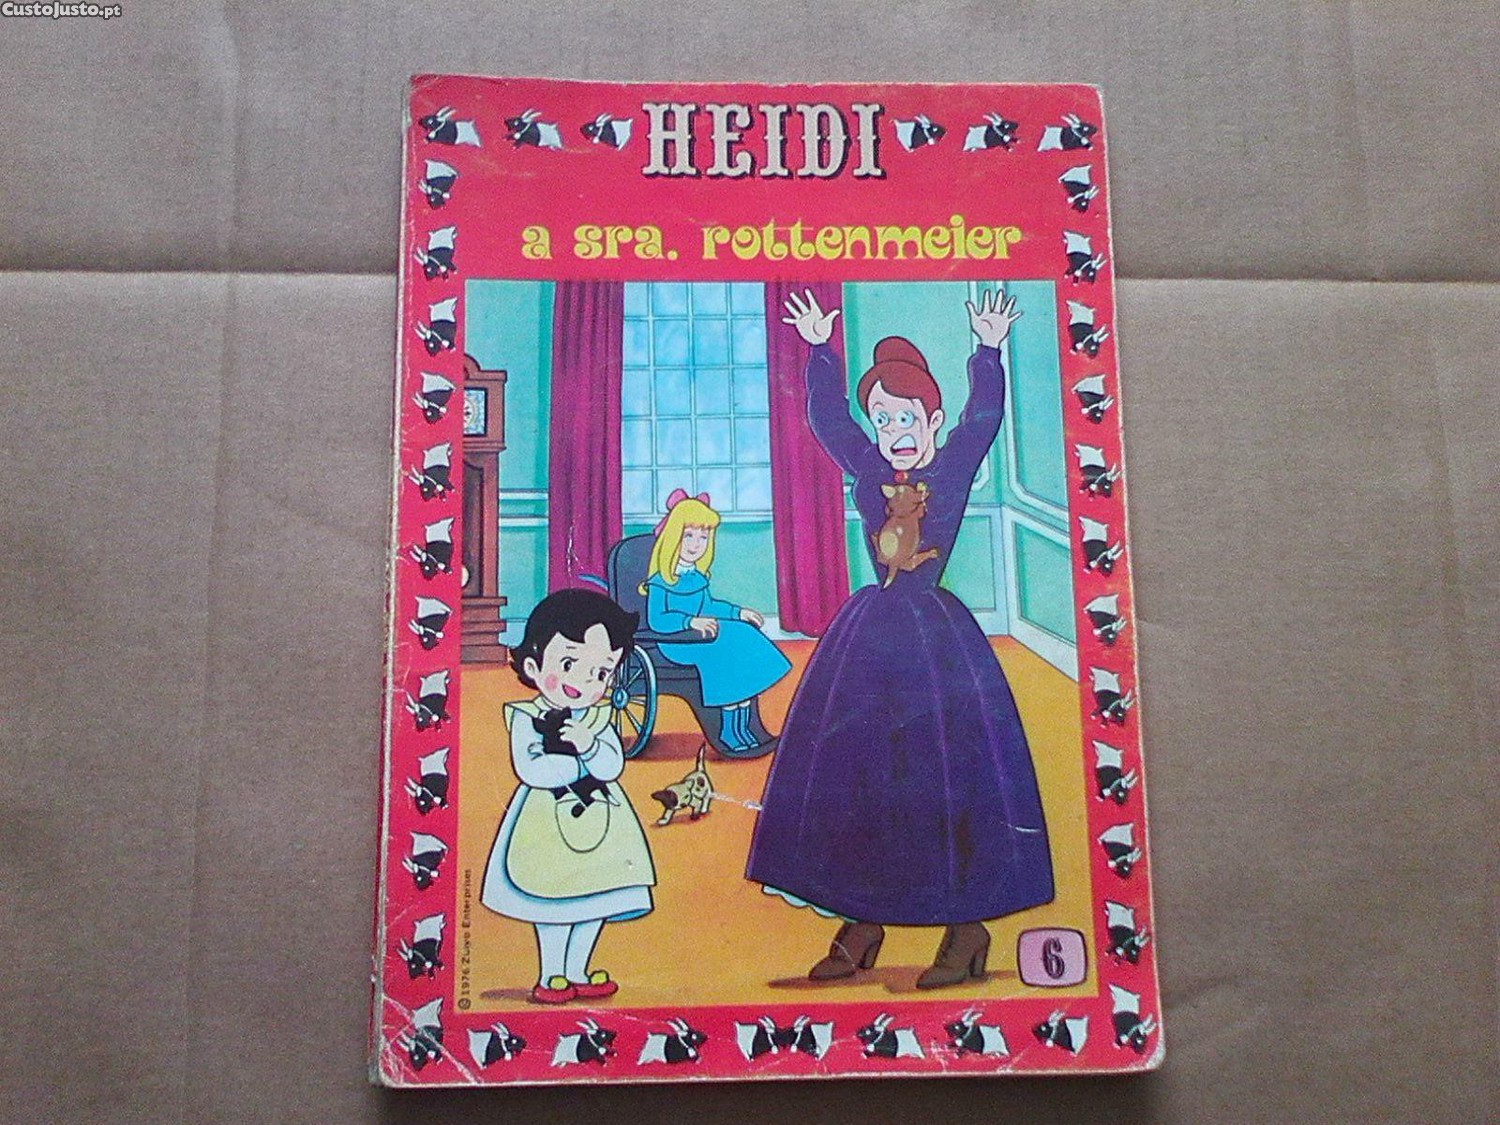 CustoJusto.pt
HEIDI
a sra. rottenmeier
© 1976 Zuiyo Enterprises
6